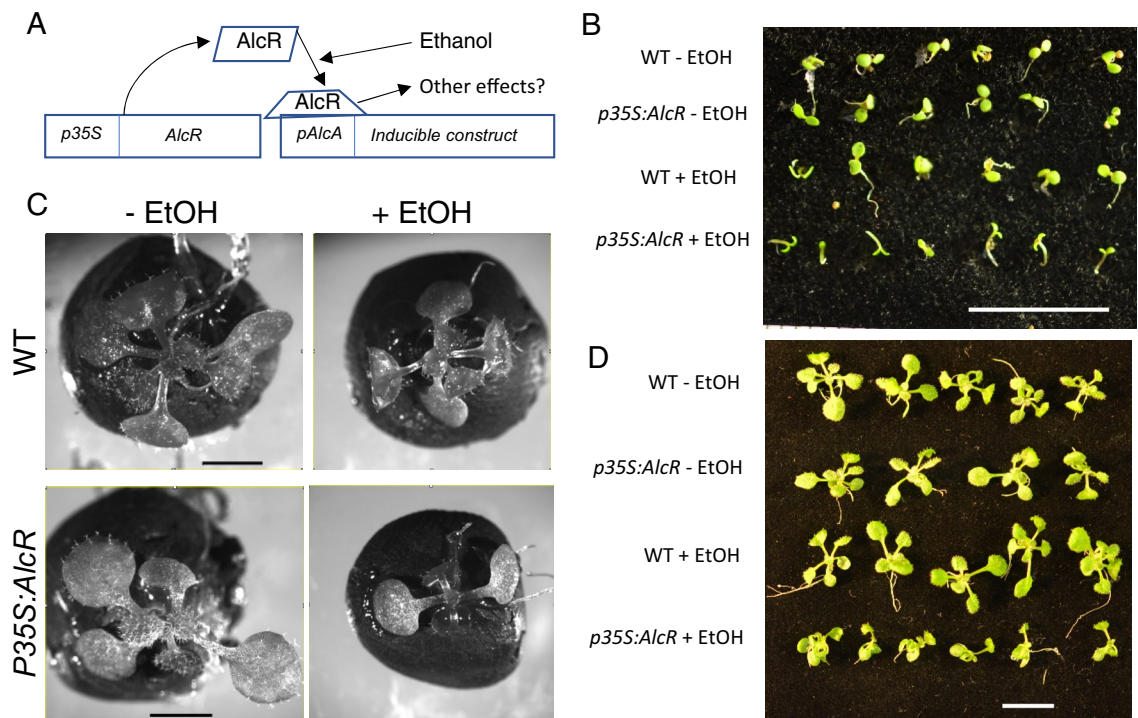 A
AlcR
Ethanol
Other effects?
AlcR
p35S
AlcR
pAlcA
Inducible construct
B
WT - EtOH
p35S:AlcR - EtOH
WT + EtOH
p35S:AlcR + EtOH
C
- EtOH
+ EtOH
WT
P35S:AlcR
D
WT - EtOH
p35S:AlcR - EtOH
WT + EtOH
p35S:AlcR + EtOH